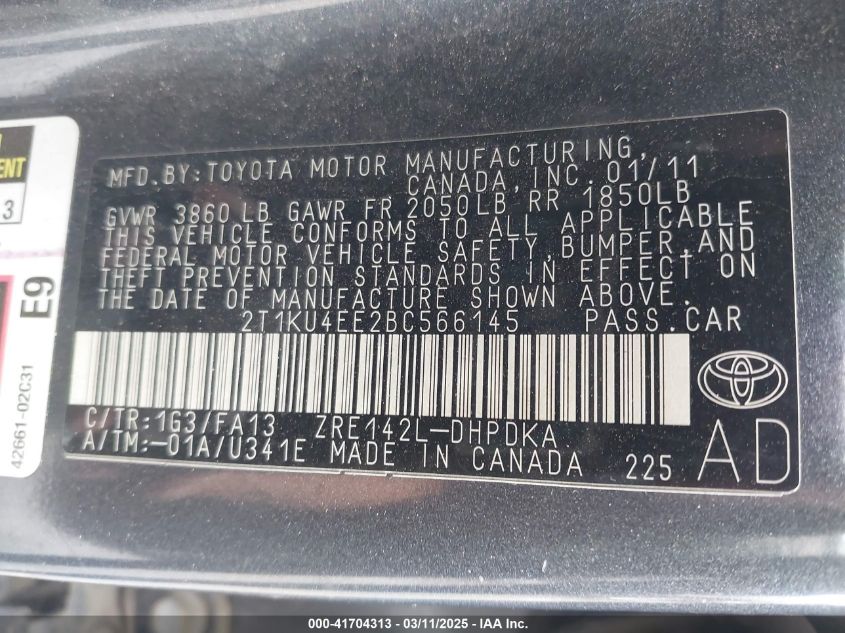 ENT
3
E9
42661-02C31
MFD.BY:TOYOTA MOTOR MANUFACTURING,
CANADA,INC. 01/11
GVWR 3860 LB GAWR FR 2050LB RR 1850LB
THIS VEHICLE CONFORMS TO ALL APPLICABLE
FEDERAL MOTOR VEHICLE SAFETY,BUMPER,AND
THEFT PREVENTION STANDARDS IN EFFECT ON
THE DATE OF MANUFACTURE SHOWN ABOVE.
2T1KU4EE2BC566145 PASS.CAR
C/TR:1G3/FA13 ZRE142L-DHPDKA
A/TM:-01A/U341E MADE IN CANADA 225
AD
000-41704313 - 03/11/2025 - IAA Inc.